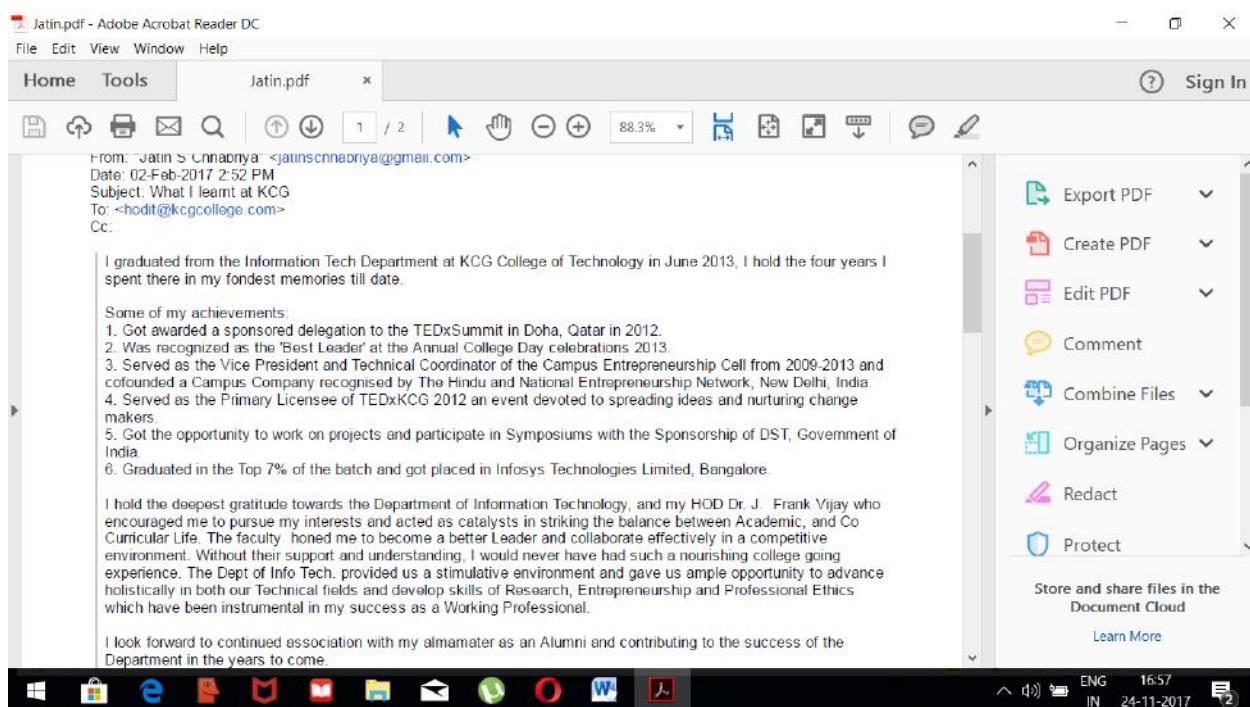 Jatin.pdf - Adobe Acrobat Reader DC
File Edit View Window Help
Home Tools Jatin.pdf × ? Sign In
1 / 2 88.3%
From: "Jatin S Chhabriya" <jatinschhabriya@gmail.com>
Date: 02-Feb-2017 2:52 PM
Subject: What I learnt at KCG
To: <hodit@kcgcollege.com>
Cc:
I graduated from the Information Tech Department at KCG College of Technology in June 2013, I hold the four years I
spent there in my fondest memories till date.
Some of my achievements:
1. Got awarded a sponsored delegation to the TEDxSummit in Doha, Qatar in 2012.
2. Was recognized as the 'Best Leader' at the Annual College Day celebrations 2013.
3. Served as the Vice President and Technical Coordinator of the Campus Entrepreneurship Cell from 2009-2013 and
cofounded a Campus Company recognised by The Hindu and National Entrepreneurship Network, New Delhi, India.
4. Served as the Primary Licensee of TEDxKCG 2012 an event devoted to spreading ideas and nurturing change
makers.
5. Got the opportunity to work on projects and participate in Symposiums with the Sponsorship of DST, Government of
India.
6. Graduated in the Top 7% of the batch and got placed in Infosys Technologies Limited, Bangalore.
I hold the deepest gratitude towards the Department of Information Technology, and my HOD Dr. J. Frank Vijay who
encouraged me to pursue my interests and acted as catalysts in striking the balance between Academic, and Co
Curricular Life. The faculty honed me to become a better Leader and collaborate effectively in a competitive
environment. Without their support and understanding, I would never have had such a nourishing college going
experience. The Dept of Info Tech. provided us a stimulative environment and gave us ample opportunity to advance
holistically in both our Technical fields and develop skills of Research, Entrepreneurship and Professional Ethics
which have been instrumental in my success as a Working Professional.
I look forward to continued association with my almamater as an Alumni and contributing to the success of the
Department in the years to come.
Export PDF
Create PDF
Edit PDF
Comment
Combine Files
Organize Pages
Redact
Protect
Store and share files in the
Document Cloud
Learn More
ENG 16:57
IN 24-11-2017 2